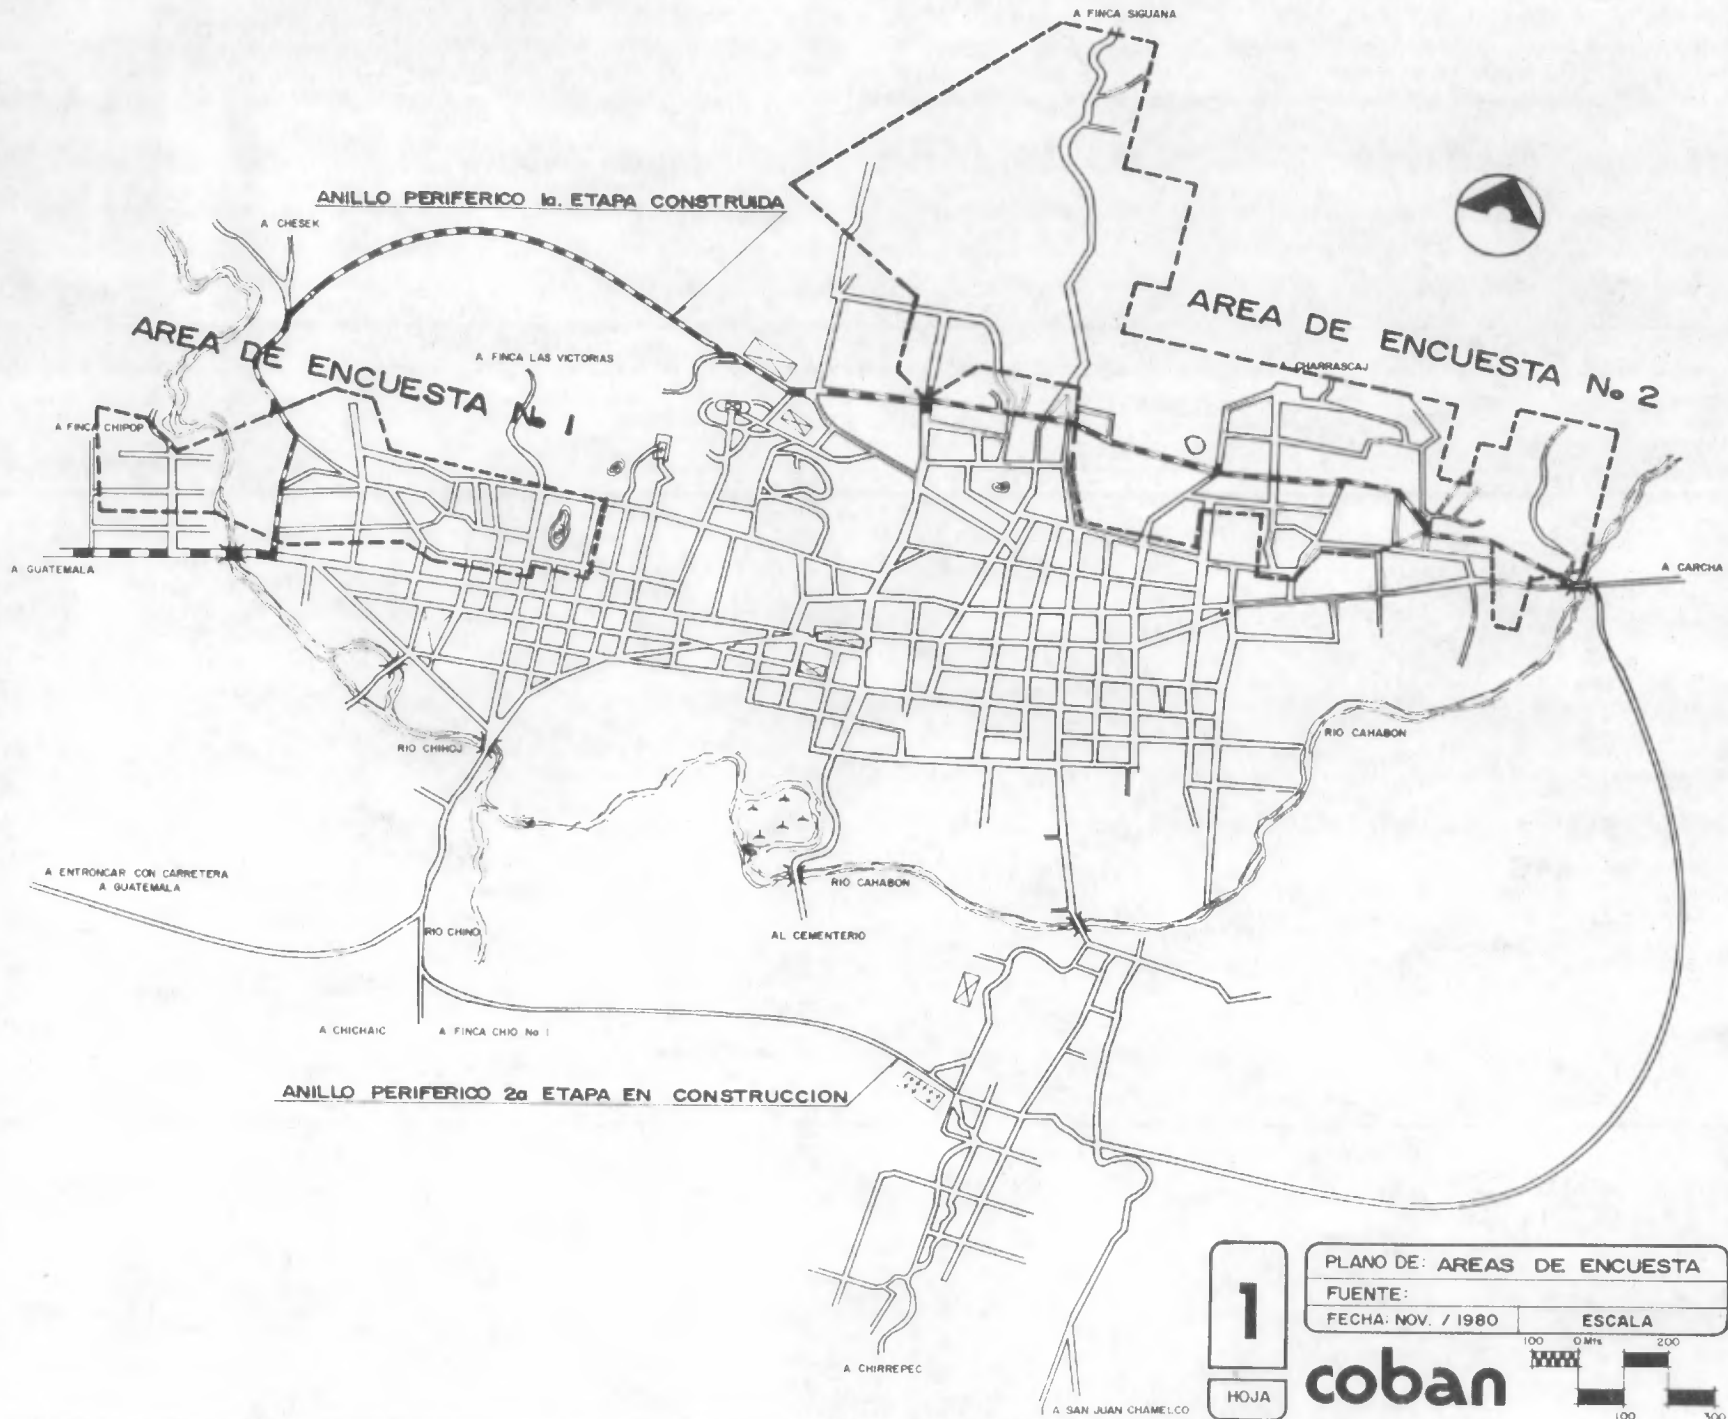 A FINCA SIGUANA
ANILLO PERIFERICO 1a. ETAPA CONSTRUIDA
A CHESEK
AREA DE ENCUESTA No 1
A FINCA LAS VICTORIAS
AREA DE ENCUESTA No 2
A CHARRASCAJ
A FINCA CHIPOP
A GUATEMALA
A CARCHA
RIO CHIHOJ
RIO CAHABON
A ENTRONCAR CON CARRETERA
A GUATEMALA
RIO CAHABON
RIO CHINO
AL CEMENTERIO
A CHICHAIC
A FINCA CHIO No 1
ANILLO PERIFERICO 2a ETAPA EN CONSTRUCCION
A CHIRREPEC
A SAN JUAN CHAMELCO
1
HOJA
PLANO DE: AREAS DE ENCUESTA
FUENTE:
FECHA: NOV. / 1980
ESCALA
coban
100 0 Mts 200
100 300